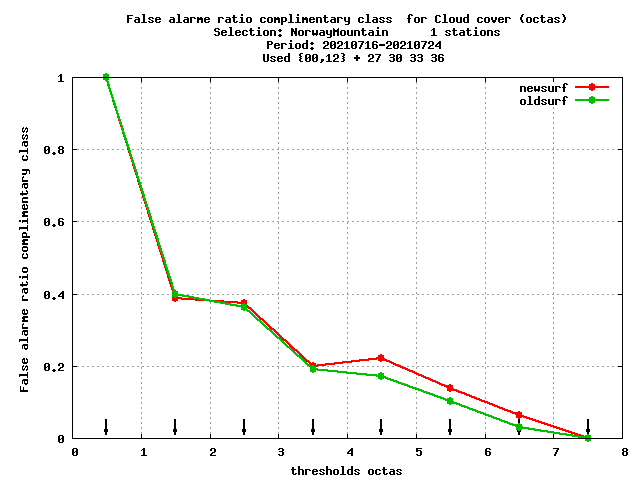 False alarme ratio complimentary class  for Cloud cover (octas)
Selection: NorwayMountain      1 stations
Period: 20210716-20210724
Used {00,12} + 27 30 33 36
newsurf
oldsurf
False alarme ratio complimentary class
1
0.8
0.6
0.4
0.2
0
0 1 2 3 4 5 6 7 8
thresholds octas